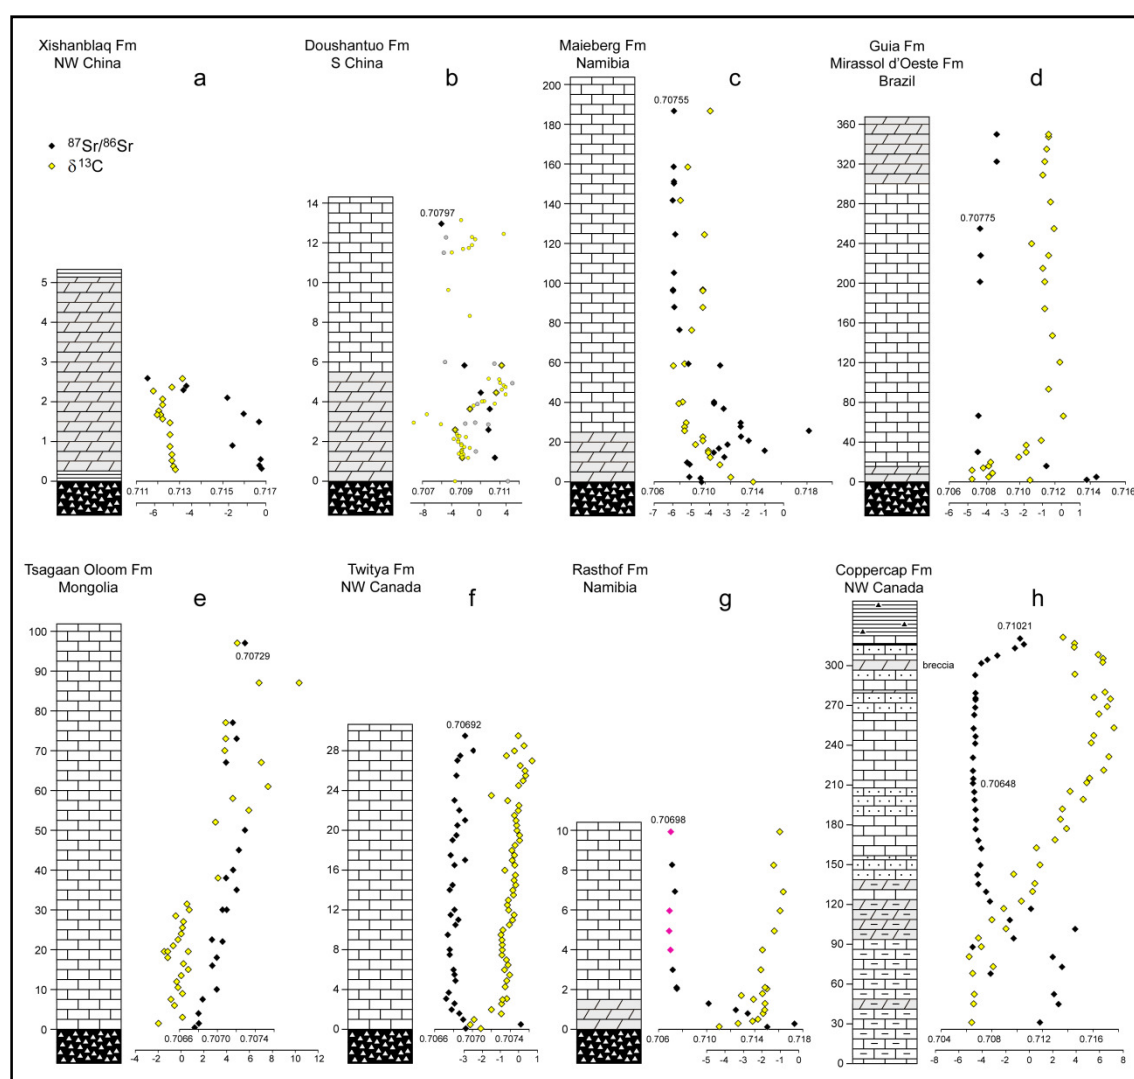 Xishanblaq Fm
NW China
a
87Sr/86Sr
δ13C
5
4
3
2
1
0
0.711 0.713 0.715 0.717
-6 -4 -2 0
Doushantuo Fm
S China
b
0.70797
14
12
10
8
6
4
2
0
0.707 0.709 0.711
-8 -4 0 4
Maieberg Fm
Namibia
c
0.70755
200
180
160
140
120
100
80
60
40
20
0
0.706 0.710 0.714 0.718
-7 -6 -5 -4 -3 -2 -1 0
Guia Fm
Mirassol d'Oeste Fm
Brazil
d
0.70775
360
320
280
240
200
160
120
80
40
0
0.706 0.708 0.710 0.712 0.714 0.716
-6 -5 -4 -3 -2 -1 0 1
Tsagaan Oloom Fm
Mongolia
e
0.70729
100
90
80
70
60
50
40
30
20
10
0
0.7066 0.7070 0.7074
-4 -2 0 2 4 6 8 10 12
Twitya Fm
NW Canada
f
0.70692
28
24
20
16
12
8
4
0
0.7066 0.7070 0.7074
-4 -3 -2 -1 0 1
Rasthof Fm
Namibia
g
0.70698
10
8
6
4
2
0
0.706 0.710 0.714 0.718
-5 -4 -3 -2 -1 0
Coppercap Fm
NW Canada
h
0.71021
breccia
0.70648
300
270
240
210
180
150
120
90
60
30
0
0.704 0.708 0.712 0.716
-8 -6 -4 -2 0 2 4 6 8